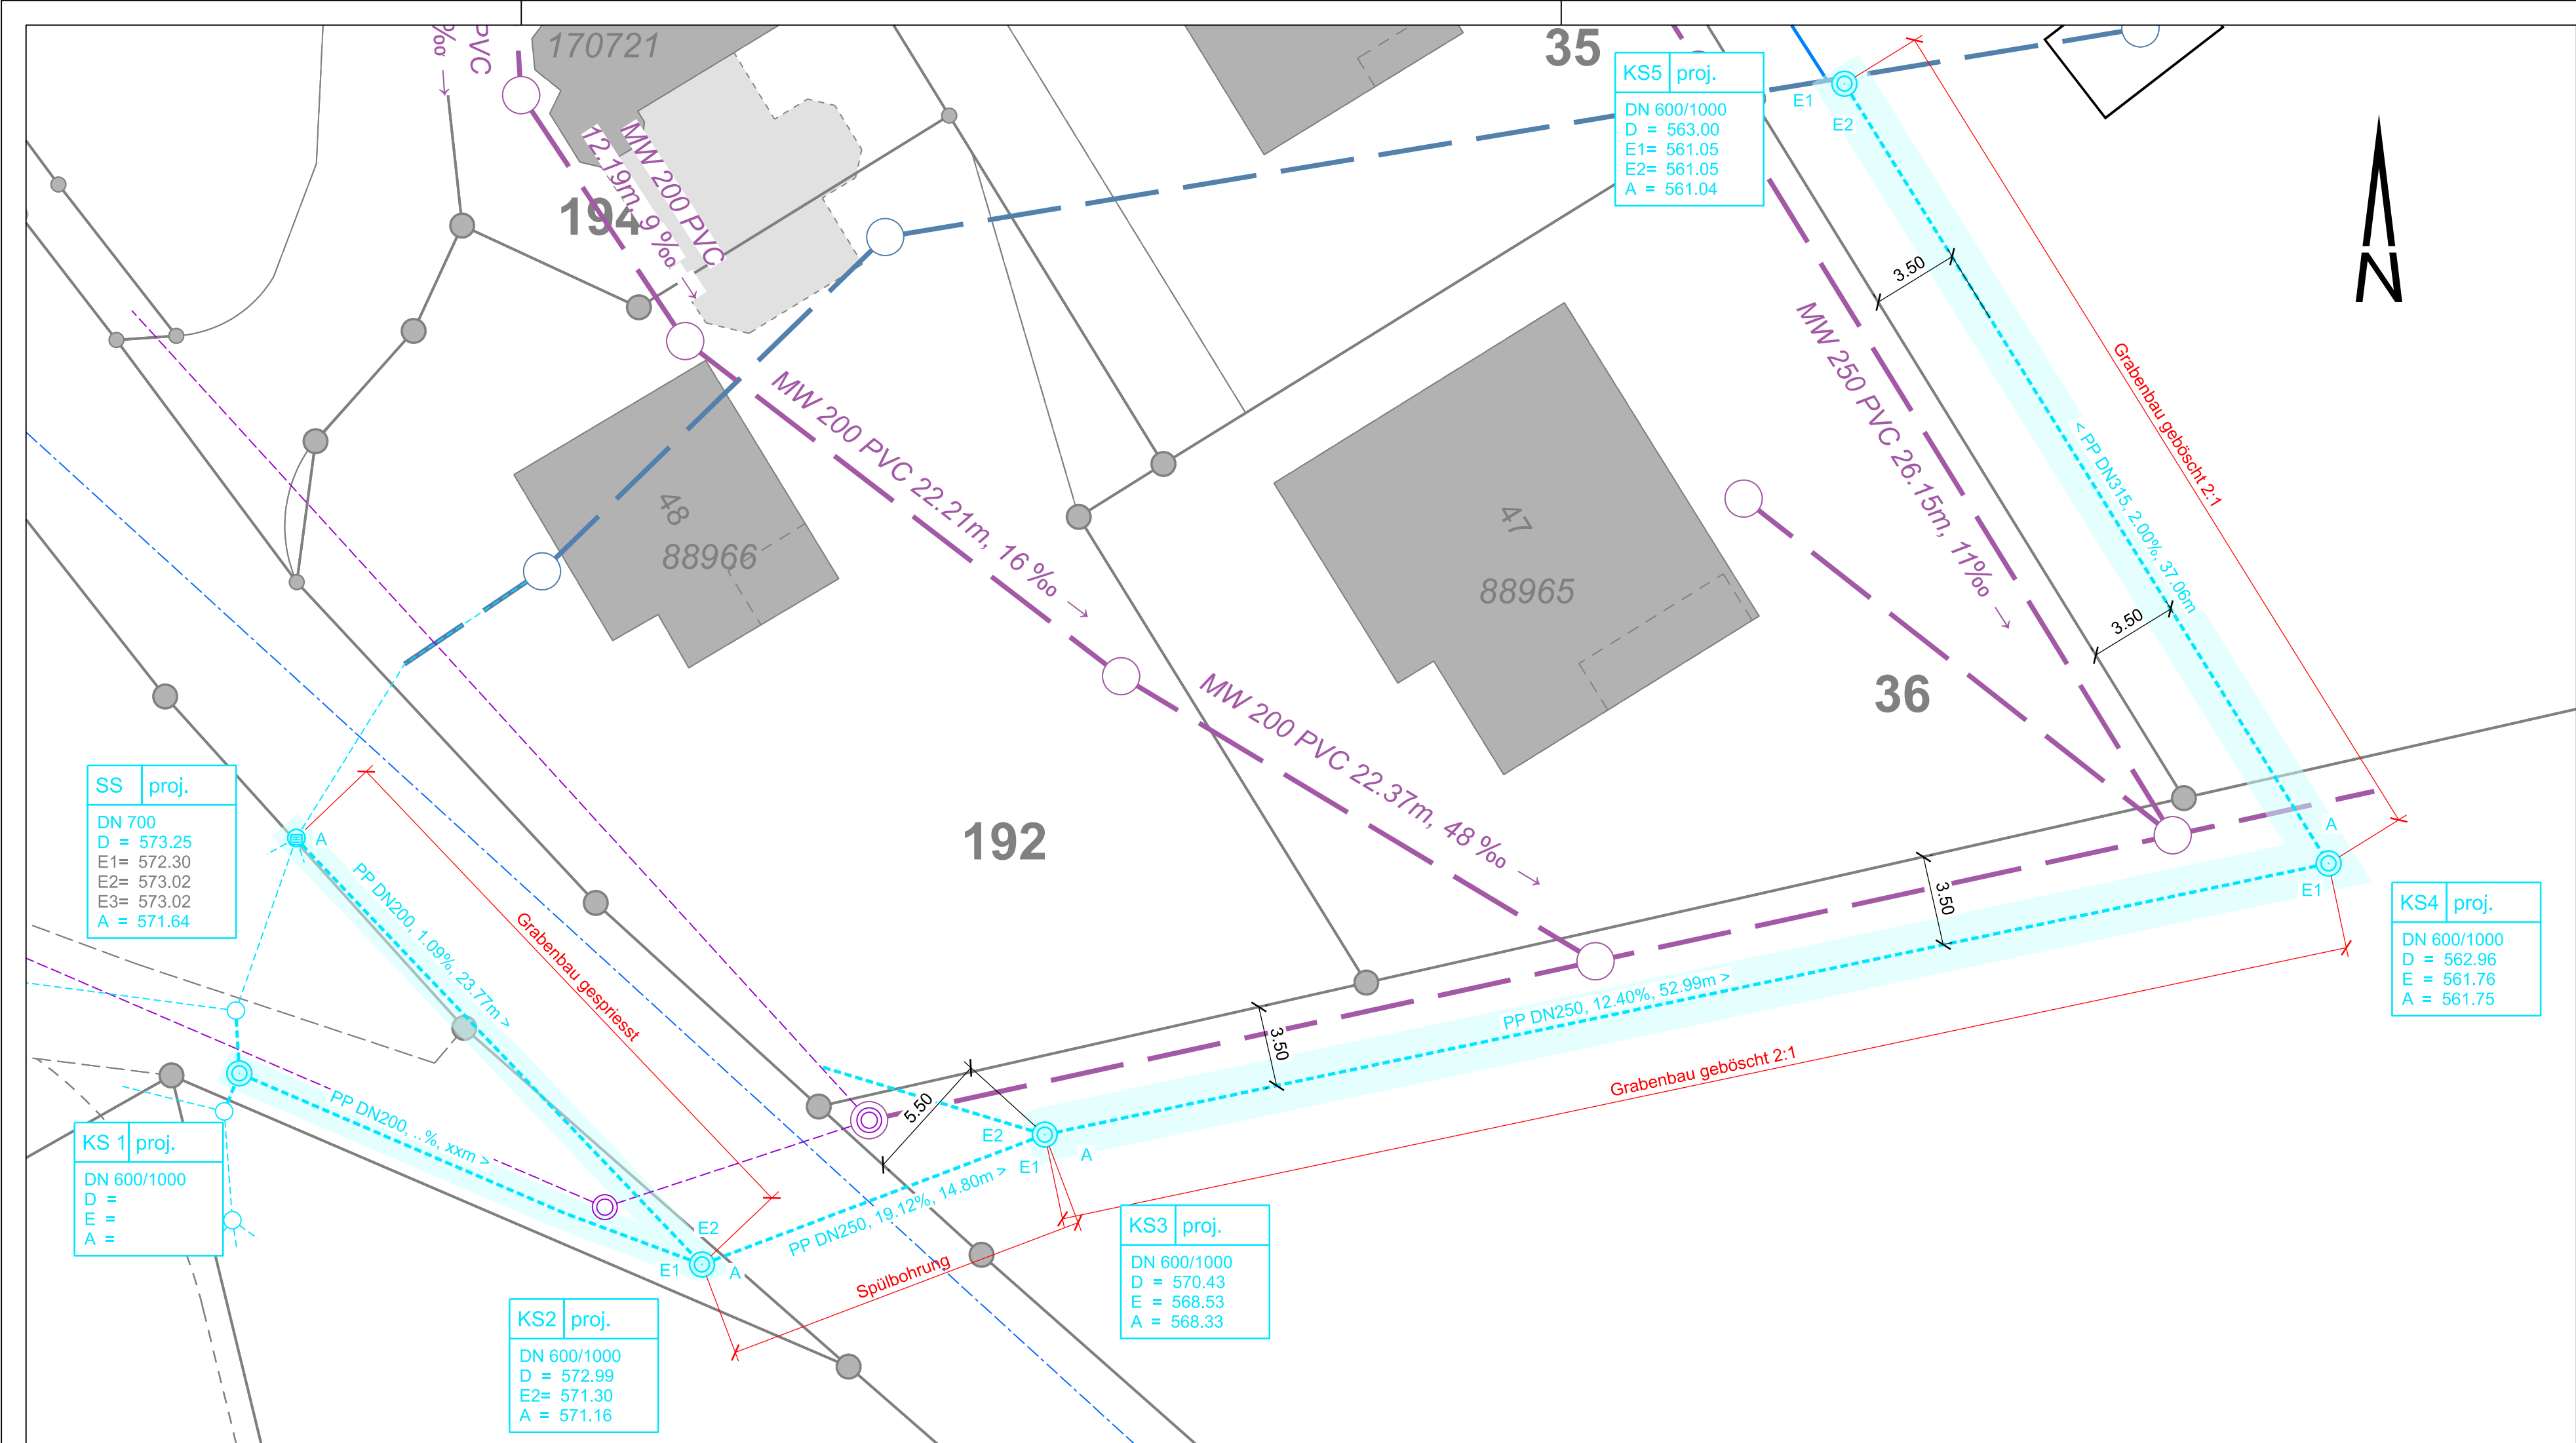 PVC
‰ →
170721
35
KS5 proj.
DN 600/1000
D = 563.00
E1= 561.05
E2= 561.05
A = 561.04
E1
E2
N
194
MW 200 PVC
12.19m, 9 ‰ →
3.50
Grabenbau geböscht 2:1
MW 250 PVC 26.15m, 11‰ →
< PP DN315, 2.00%, 37.06m
MW 200 PVC 22.21m, 16 ‰ →
48
88966
47
88965
3.50
36
MW 200 PVC 22.37m, 48 ‰ →
192
SS proj.
DN 700
D = 573.25
E1= 572.30
E2= 573.02
E3= 573.02
A = 571.64
A
PP DN200, 1.09%, 23.77m >
Grabenbau gespriesst
A
E1
3.50
KS4 proj.
DN 600/1000
D = 562.96
E = 561.76
A = 561.75
PP DN250, 12.40%, 52.99m >
3.50
Grabenbau geböscht 2:1
5.50
PP DN200, ..%, xxm >
KS 1 proj.
DN 600/1000
D =
E =
A =
E2
E1
A
PP DN250, 19.12%, 14.80m >
E2
E1
A
Spülbohrung
KS3 proj.
DN 600/1000
D = 570.43
E = 568.53
A = 568.33
KS2 proj.
DN 600/1000
D = 572.99
E2= 571.30
A = 571.16